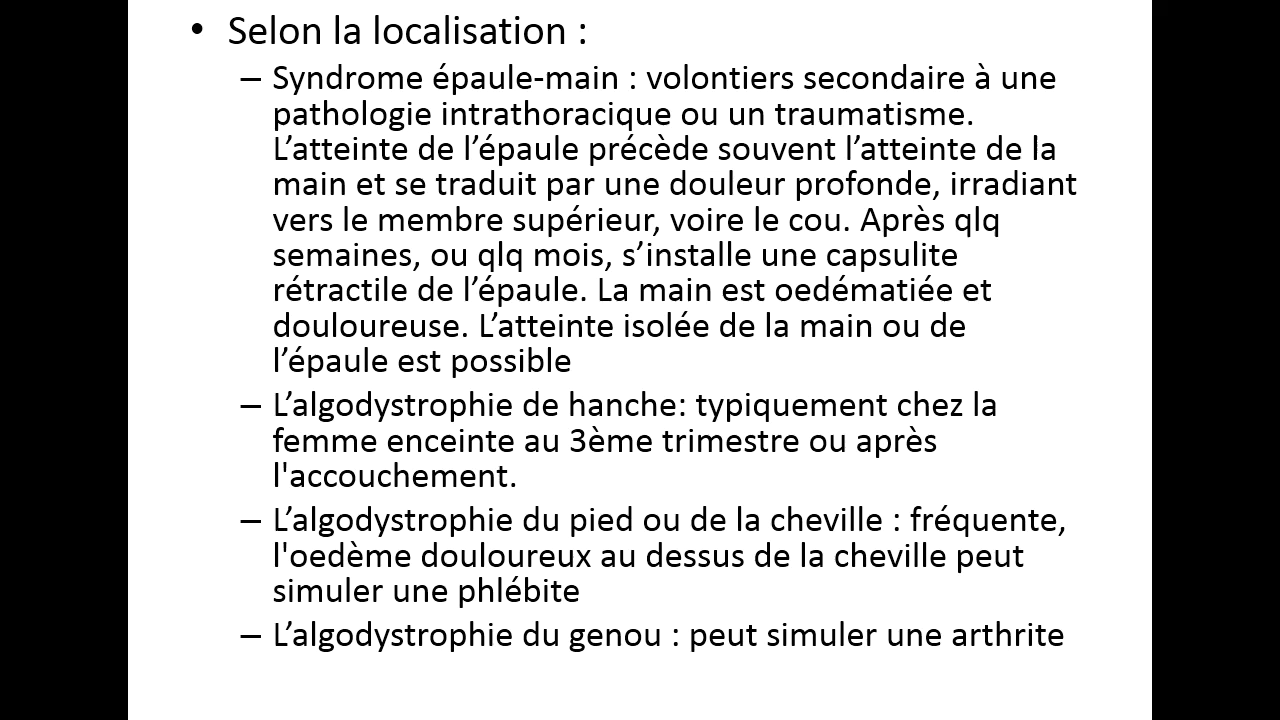 • Selon la localisation :
– Syndrome épaule-main : volontiers secondaire à une
pathologie intrathoracique ou un traumatisme.
L’atteinte de l’épaule précède souvent l’atteinte de la
main et se traduit par une douleur profonde, irradiant
vers le membre supérieur, voire le cou. Après qlq
semaines, ou qlq mois, s’installe une capsulite
rétractile de l’épaule. La main est oedématiée et
douloureuse. L’atteinte isolée de la main ou de
l’épaule est possible
– L’algodystrophie de hanche: typiquement chez la
femme enceinte au 3ème trimestre ou après
l'accouchement.
– L’algodystrophie du pied ou de la cheville : fréquente,
l'oedème douloureux au dessus de la cheville peut
simuler une phlébite
– L’algodystrophie du genou : peut simuler une arthrite